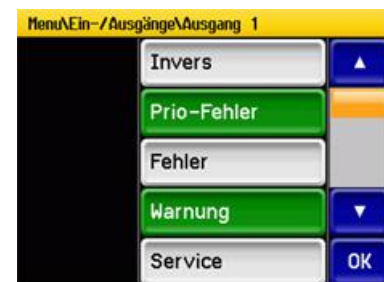 Menu\Ein-/Ausgänge\Ausgang 1
Invers
Prio-Fehler
Fehler
Warnung
Service
OK